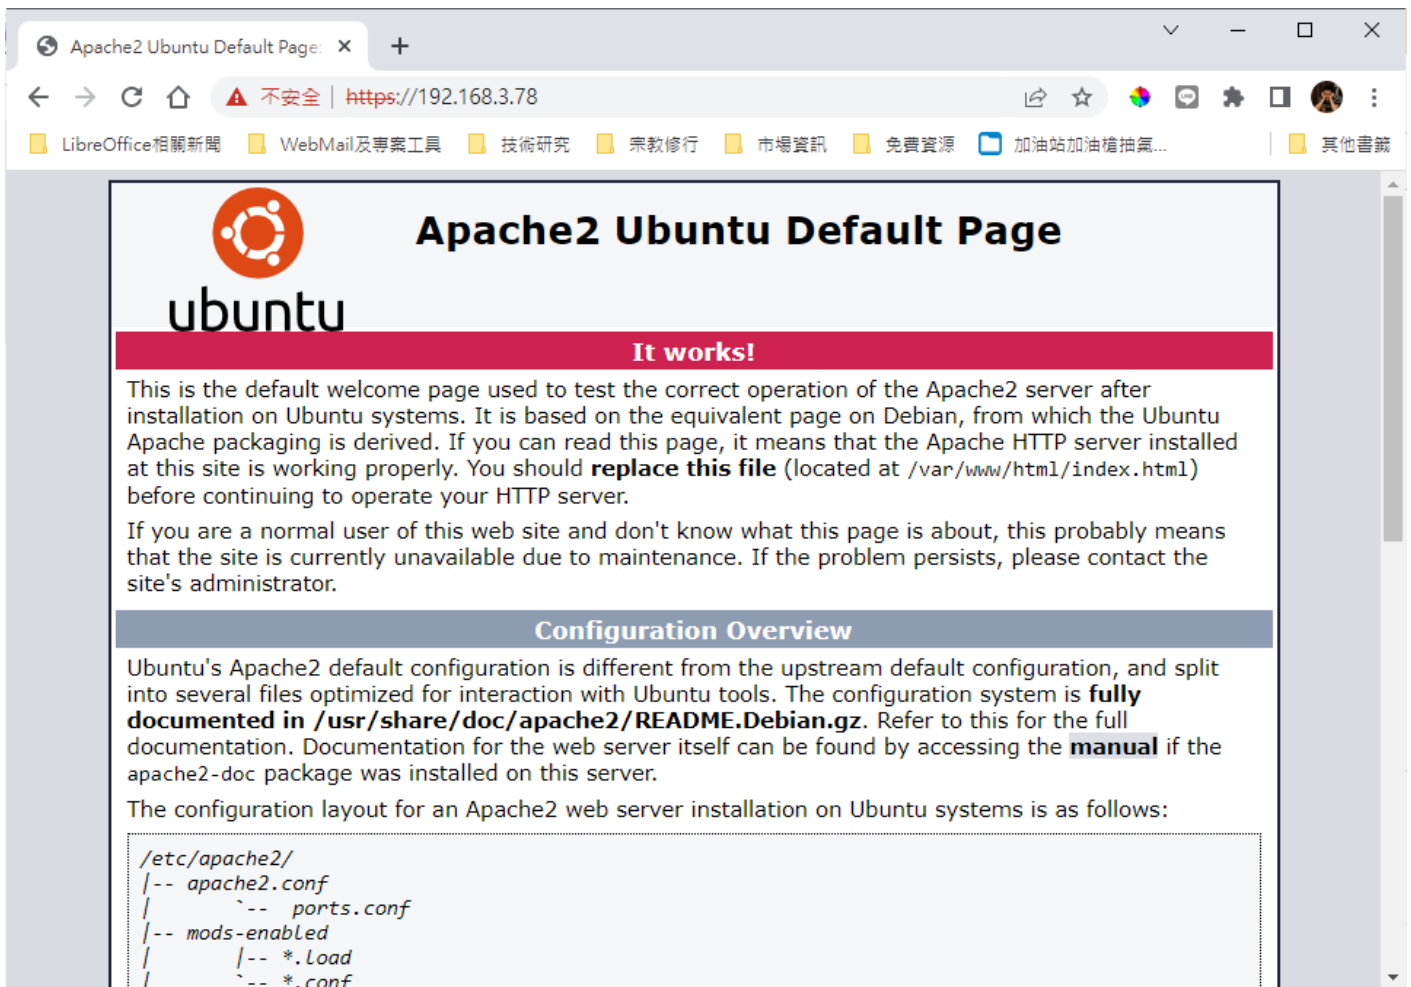 Apache2 Ubuntu Default Page:
不安全 | https://192.168.3.78
LibreOffice相關新聞 WebMail及專案工具 技術研究 宗教修行 市場資訊 免費資源 加油站加油槍抽氣... 其他書籤
ubuntu
Apache2 Ubuntu Default Page
It works!
This is the default welcome page used to test the correct operation of the Apache2 server after
installation on Ubuntu systems. It is based on the equivalent page on Debian, from which the Ubuntu
Apache packaging is derived. If you can read this page, it means that the Apache HTTP server installed
at this site is working properly. You should replace this file (located at /var/www/html/index.html)
before continuing to operate your HTTP server.
If you are a normal user of this web site and don't know what this page is about, this probably means
that the site is currently unavailable due to maintenance. If the problem persists, please contact the
site's administrator.
Configuration Overview
Ubuntu's Apache2 default configuration is different from the upstream default configuration, and split
into several files optimized for interaction with Ubuntu tools. The configuration system is fully
documented in /usr/share/doc/apache2/README.Debian.gz. Refer to this for the full
documentation. Documentation for the web server itself can be found by accessing the manual if the
apache2-doc package was installed on this server.
The configuration layout for an Apache2 web server installation on Ubuntu systems is as follows:
/etc/apache2/
|-- apache2.conf
|       `--  ports.conf
|-- mods-enabled
|       |-- *.load
|       `-- *.conf